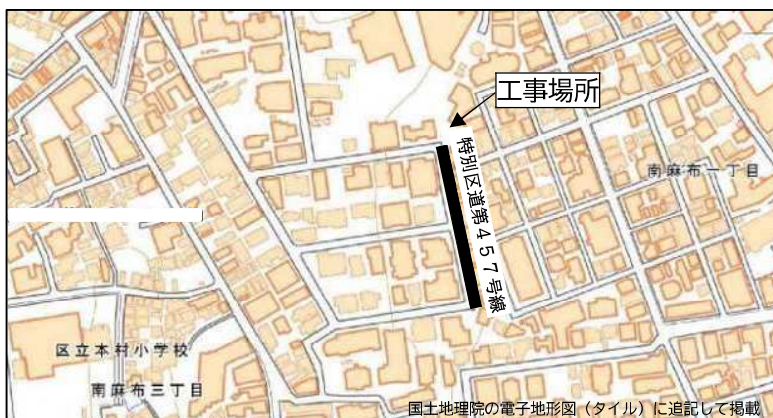 工事場所
特別区道第457号線
南麻布一丁目
区立本村小学校
南麻布三丁目
国土地理院の電子地形図（タイル）に追記して掲載